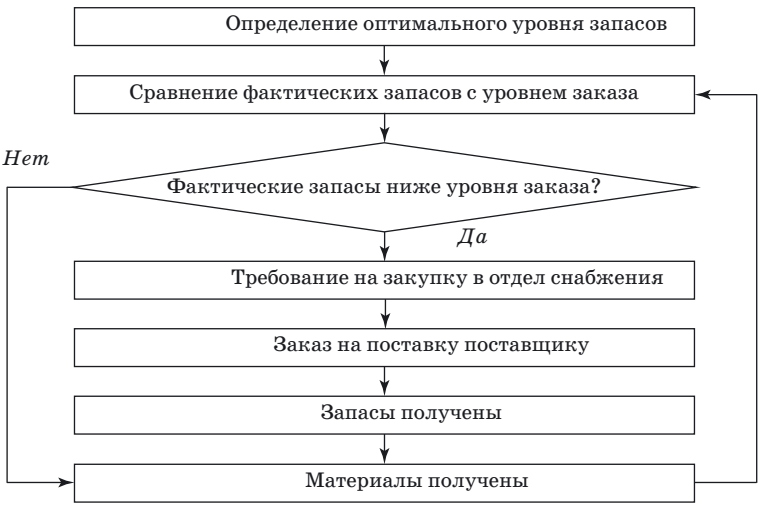 Определение оптимального уровня запасов
Сравнение фактических запасов с уровнем заказа
Нет
Фактические запасы ниже уровня заказа?
Да
Требование на закупку в отдел снабжения
Заказ на поставку поставщику
Запасы получены
Материалы получены